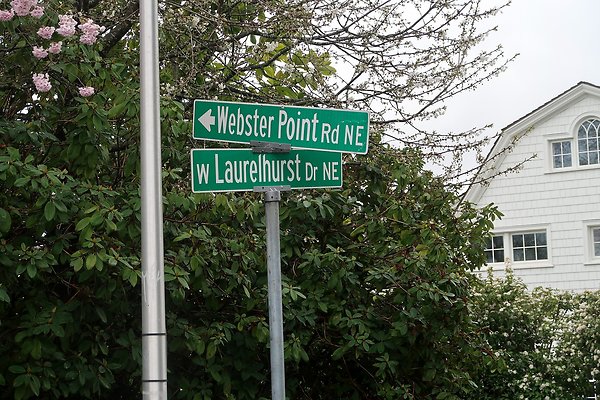 ← Webster Point Rd NE
W Laurelhurst Dr NE